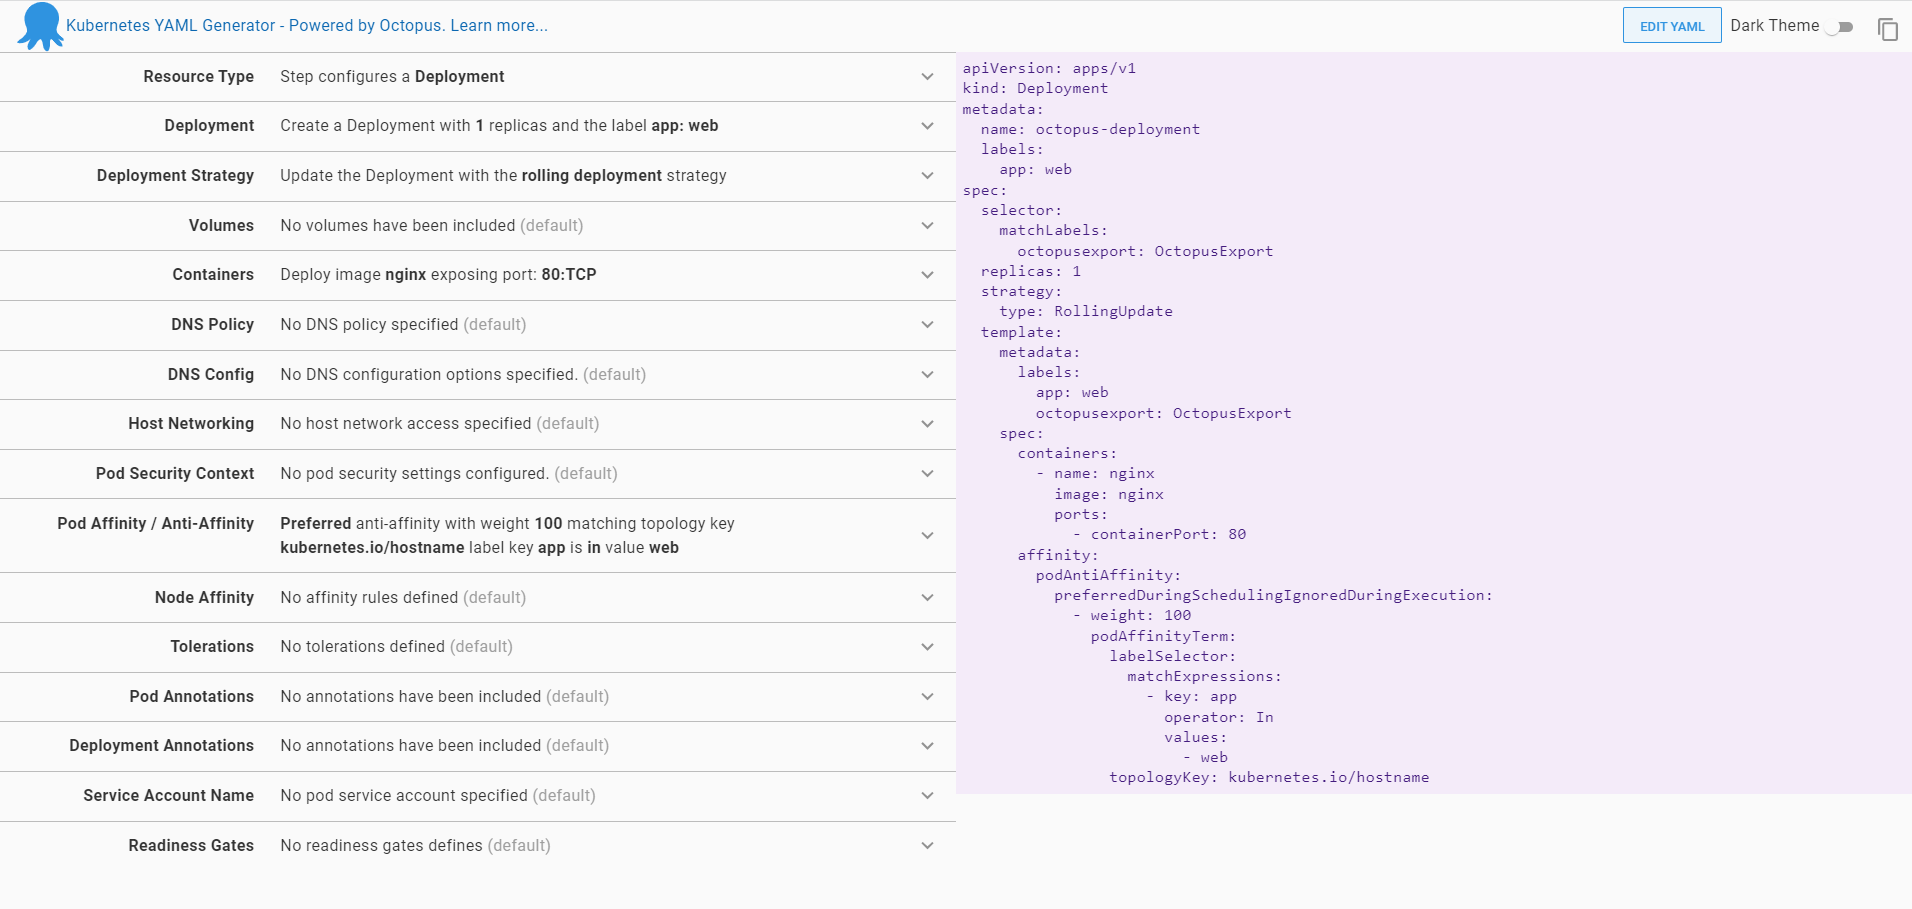 Kubernetes YAML Generator - Powered by Octopus. Learn more...
EDIT YAML
Dark Theme
Resource Type Step configures a Deployment
Deployment Create a Deployment with 1 replicas and the label app: web
Deployment Strategy Update the Deployment with the rolling deployment strategy
Volumes No volumes have been included (default)
Containers Deploy image nginx exposing port: 80:TCP
DNS Policy No DNS policy specified (default)
DNS Config No DNS configuration options specified. (default)
Host Networking No host network access specified (default)
Pod Security Context No pod security settings configured. (default)
Pod Affinity / Anti-Affinity Preferred anti-affinity with weight 100 matching topology key
kubernetes.io/hostname label key app is in value web
Node Affinity No affinity rules defined (default)
Tolerations No tolerations defined (default)
Pod Annotations No annotations have been included (default)
Deployment Annotations No annotations have been included (default)
Service Account Name No pod service account specified (default)
Readiness Gates No readiness gates defines (default)
apiVersion: apps/v1
kind: Deployment
metadata:
  name: octopus-deployment
  labels:
    app: web
spec:
  selector:
    matchLabels:
      octopusexport: OctopusExport
  replicas: 1
  strategy:
    type: RollingUpdate
  template:
    metadata:
      labels:
        app: web
        octopusexport: OctopusExport
    spec:
      containers:
        - name: nginx
          image: nginx
          ports:
            - containerPort: 80
      affinity:
        podAntiAffinity:
          preferredDuringSchedulingIgnoredDuringExecution:
            - weight: 100
              podAffinityTerm:
                labelSelector:
                  matchExpressions:
                    - key: app
                      operator: In
                      values:
                        - web
                topologyKey: kubernetes.io/hostname